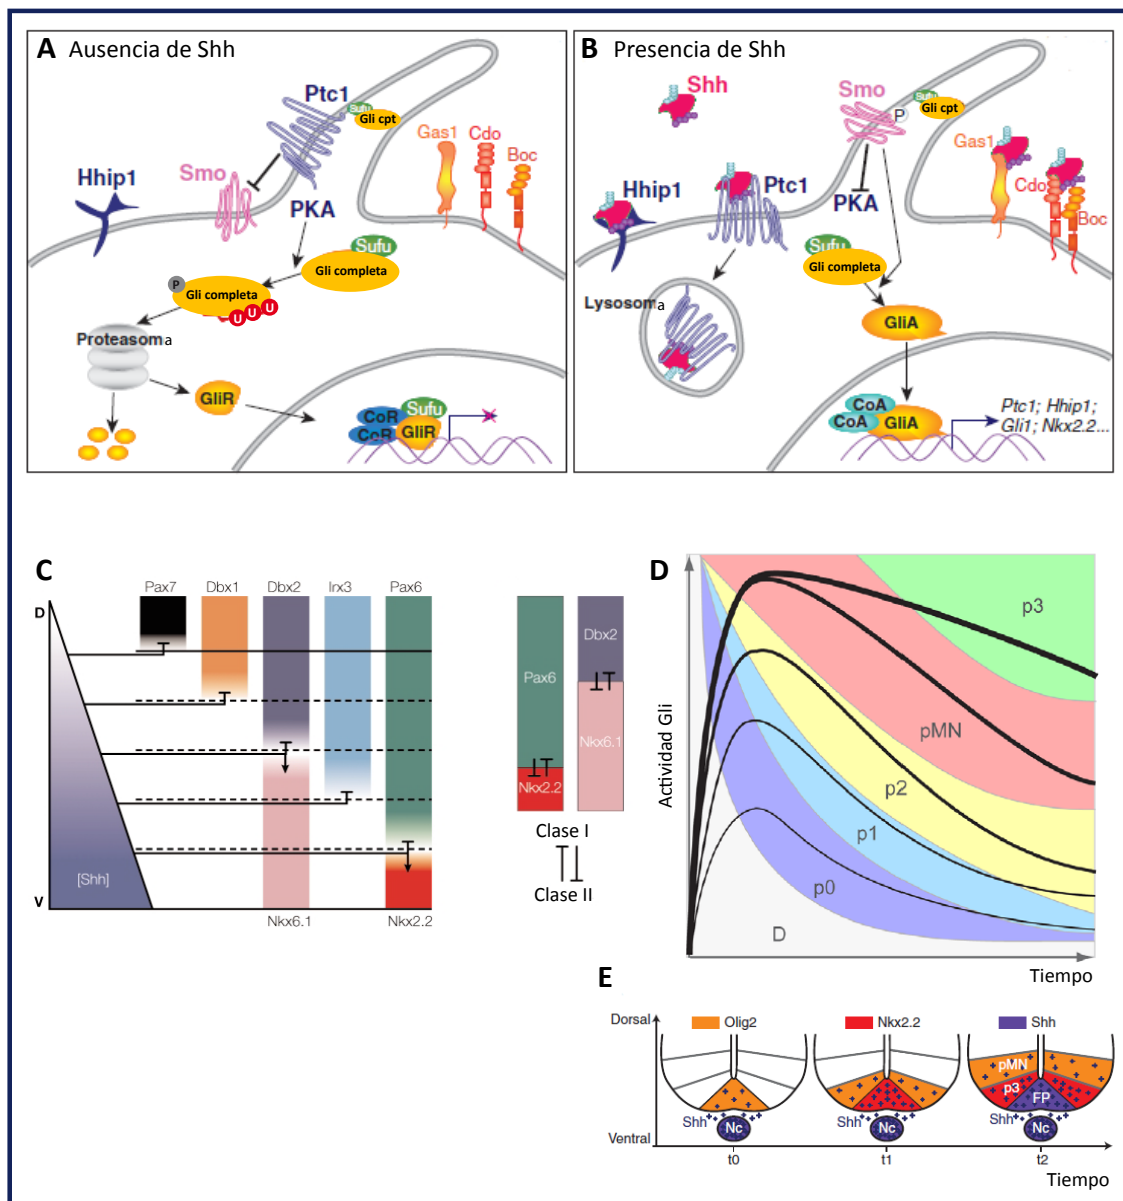 A Ausencia de Shh
Ptc1
Sufu
Gli cpt
Gas1
Cdo
Boc
Hhip1
Smo
PKA
Sufu
Gli completa
P
Gli completa
U U U
Proteasoma
GliR
CoR
CoR
Sufu
GliR
B Presencia de Shh
Shh
Smo
P
Sufu
Gli cpt
Gas1
Cdo
Boc
Hhip1
Ptc1
PKA
Sufu
Gli completa
Lysosoma
GliA
CoA
CoA
GliA
Ptc1; Hhip1;
Gli1; Nkx2.2...
C
Pax7 Dbx1 Dbx2 Irx3 Pax6
D
[Shh]
V
Nkx6.1 Nkx2.2
Pax6
Dbx2
Nkx6.1
Nkx2.2
Clase I
Clase II
D
Actividad Gli
p3
pMN
p2
p1
p0
D
Tiempo
E
Dorsal
Olig2 Nkx2.2 Shh
pMN
p3
FP
Shh Nc
Shh Nc
Shh Nc
Ventral
t0 t1 t2
Tiempo